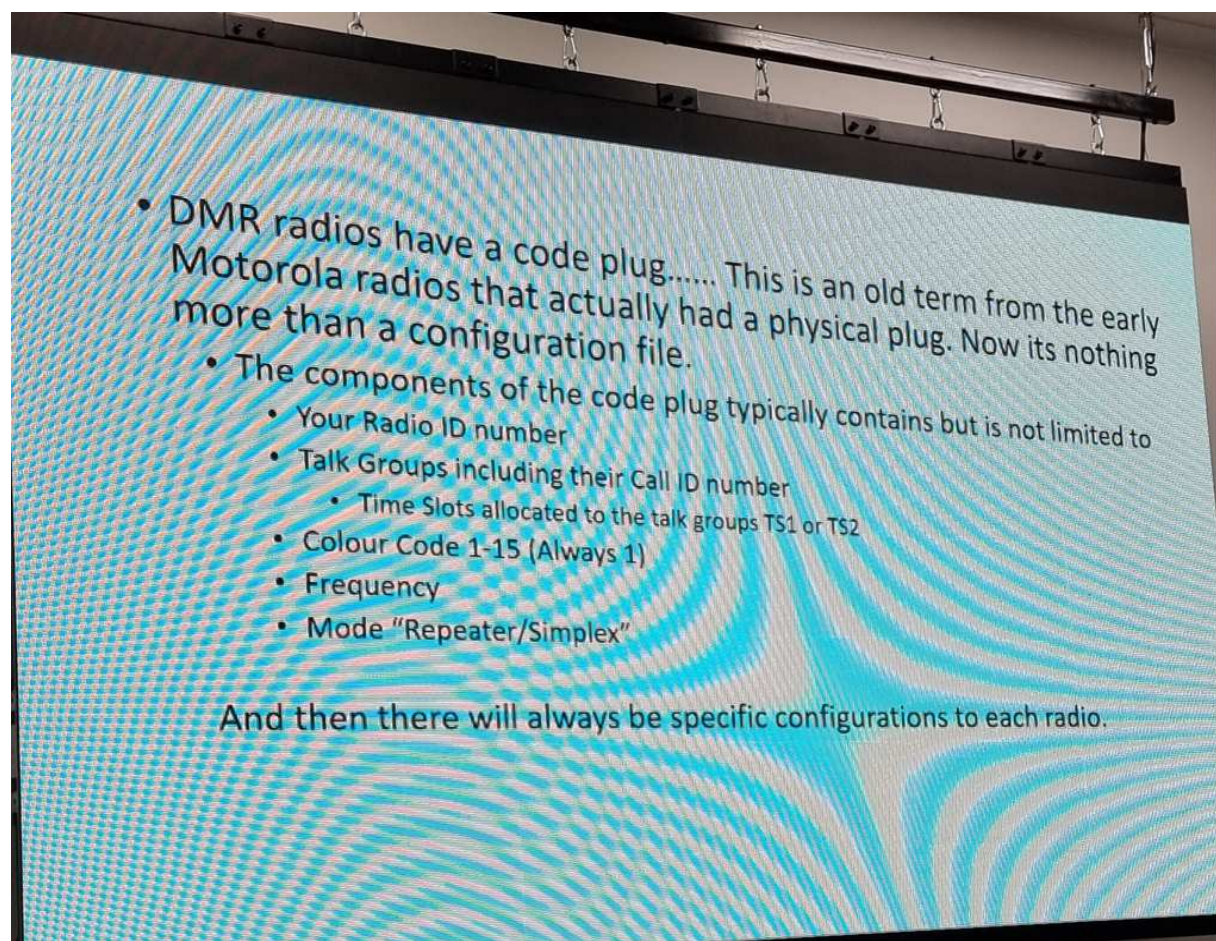 • DMR radios have a code plug...... This is an old term from the early
Motorola radios that actually had a physical plug. Now its nothing
more than a configuration file.
• The components of the code plug typically contains but is not limited to
• Your Radio ID number
• Talk Groups including their Call ID number
• Time Slots allocated to the talk groups TS1 or TS2
• Colour Code 1-15 (Always 1)
• Frequency
• Mode “Repeater/Simplex”
And then there will always be specific configurations to each radio.